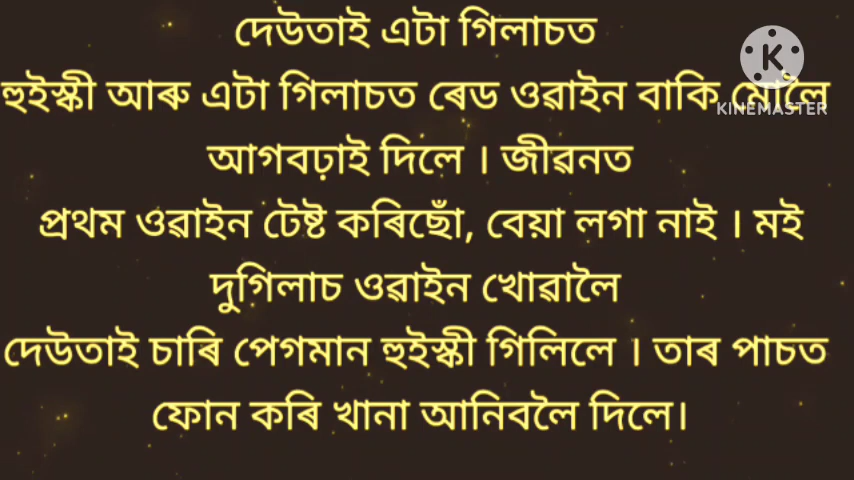 দেউতাই এটা গিলাচত
হুইস্কী আৰু এটা গিলাচত ৰেড ওৱাইন বাকি মোলৈ
আগবঢ়াই দিলে । জীৱনত
প্ৰথম ওৱাইন টেষ্ট কৰিছোঁ, বেয়া লগা নাই । মই
দুগিলাচ ওৱাইন খোৱালৈ
দেউতাই চাৰি পেগমান হুইস্কী গিলিলে । তাৰ পাচত
ফোন কৰি খানা আনিবলৈ দিলে।
K
KINEMASTER